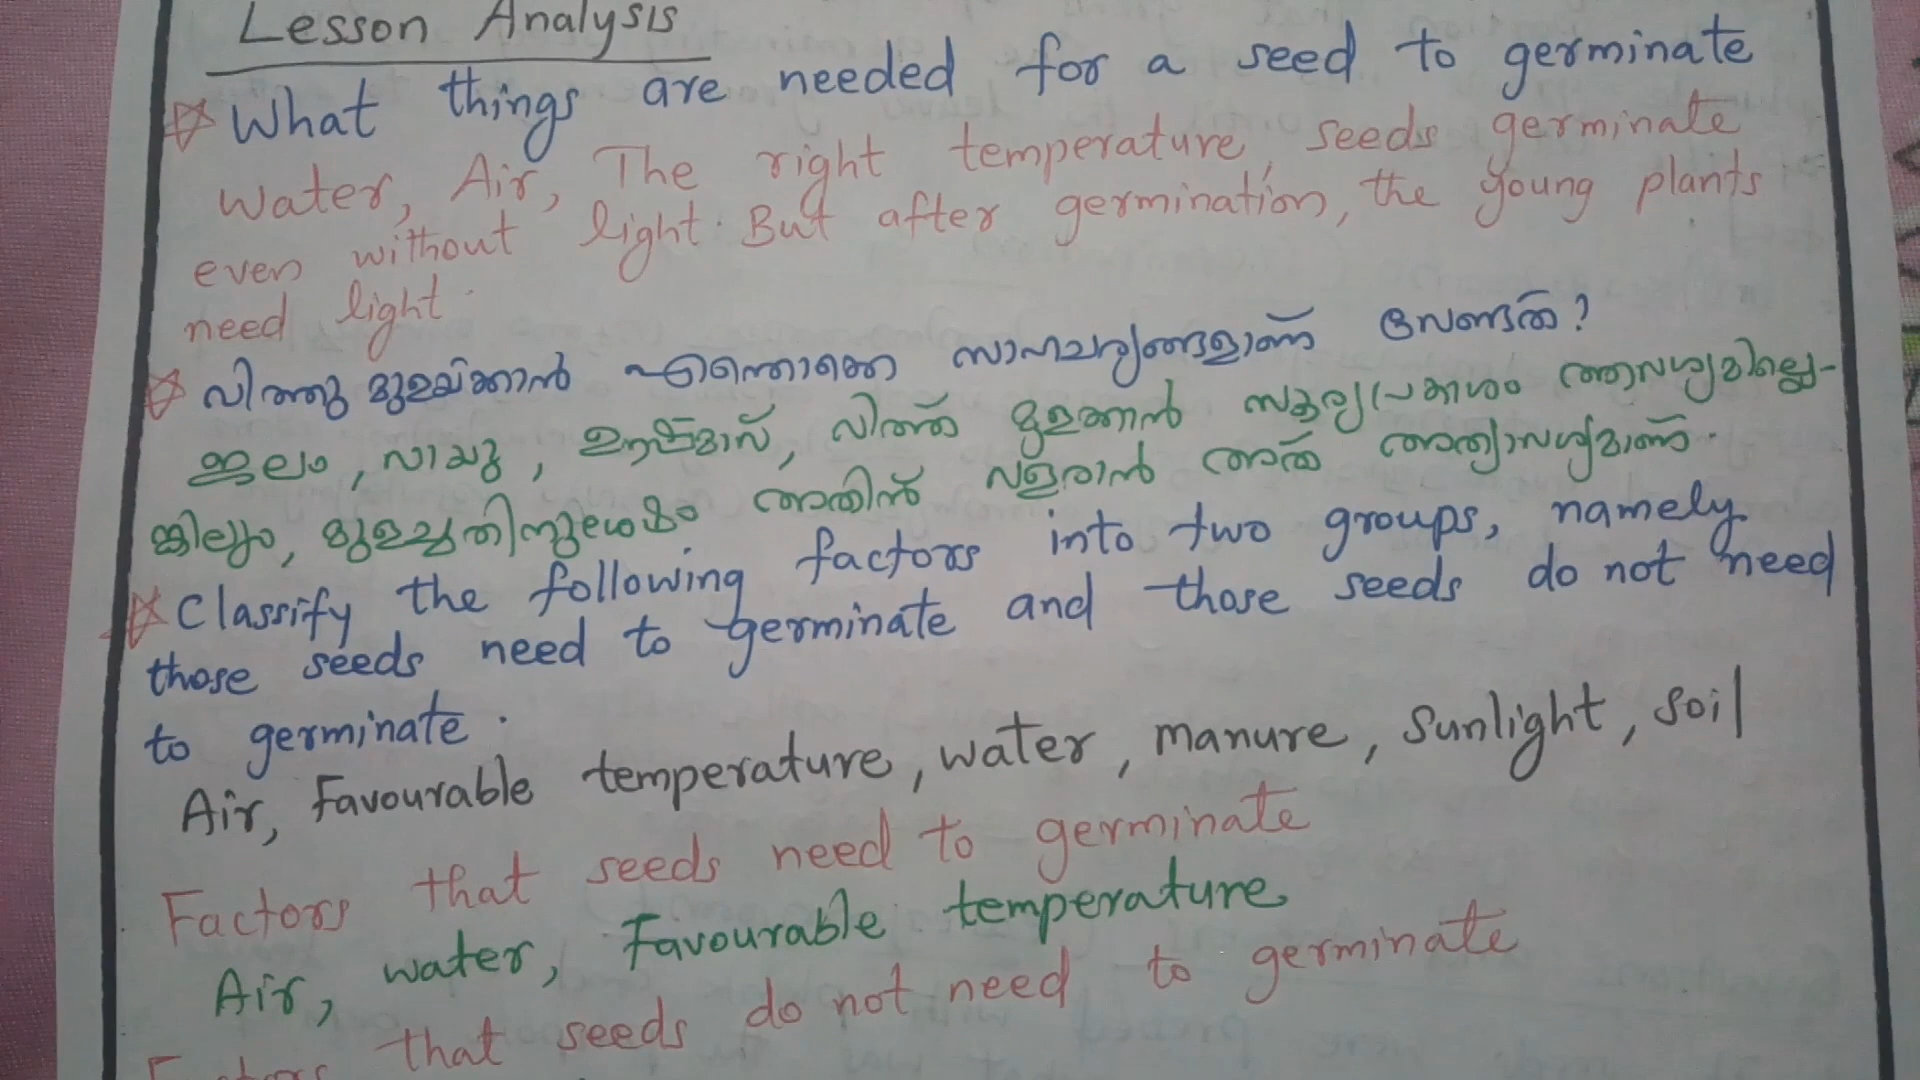 Lesson Analysis
What things are needed for a seed to germinate
Water, Air, The right temperature, seeds germinate
even without light. But after germination, the young plants
need light.
വിത്തു മുളയ്ക്കാൻ എന്തൊക്കെ സാഹചര്യങ്ങളാണ് വേണ്ടത്?
ജലം, വായു, ഊഷ്മാവ്, വിത്ത് മുളക്കാൻ സൂര്യപ്രകാശം ആവശ്യമില്ലെ-
ങ്കിലും, മുളച്ചതിനുശേഷം അതിന് വളരാൻ അത് അത്യാവശ്യമാണ്.
Classify the following factors into two groups, namely
those seeds need to germinate and those seeds do not need
to germinate.
Air, Favourable temperature, water, manure, Sunlight, soil
Factors that seeds need to germinate
Air, water, Favourable temperature
Factors that seeds do not need to germinate